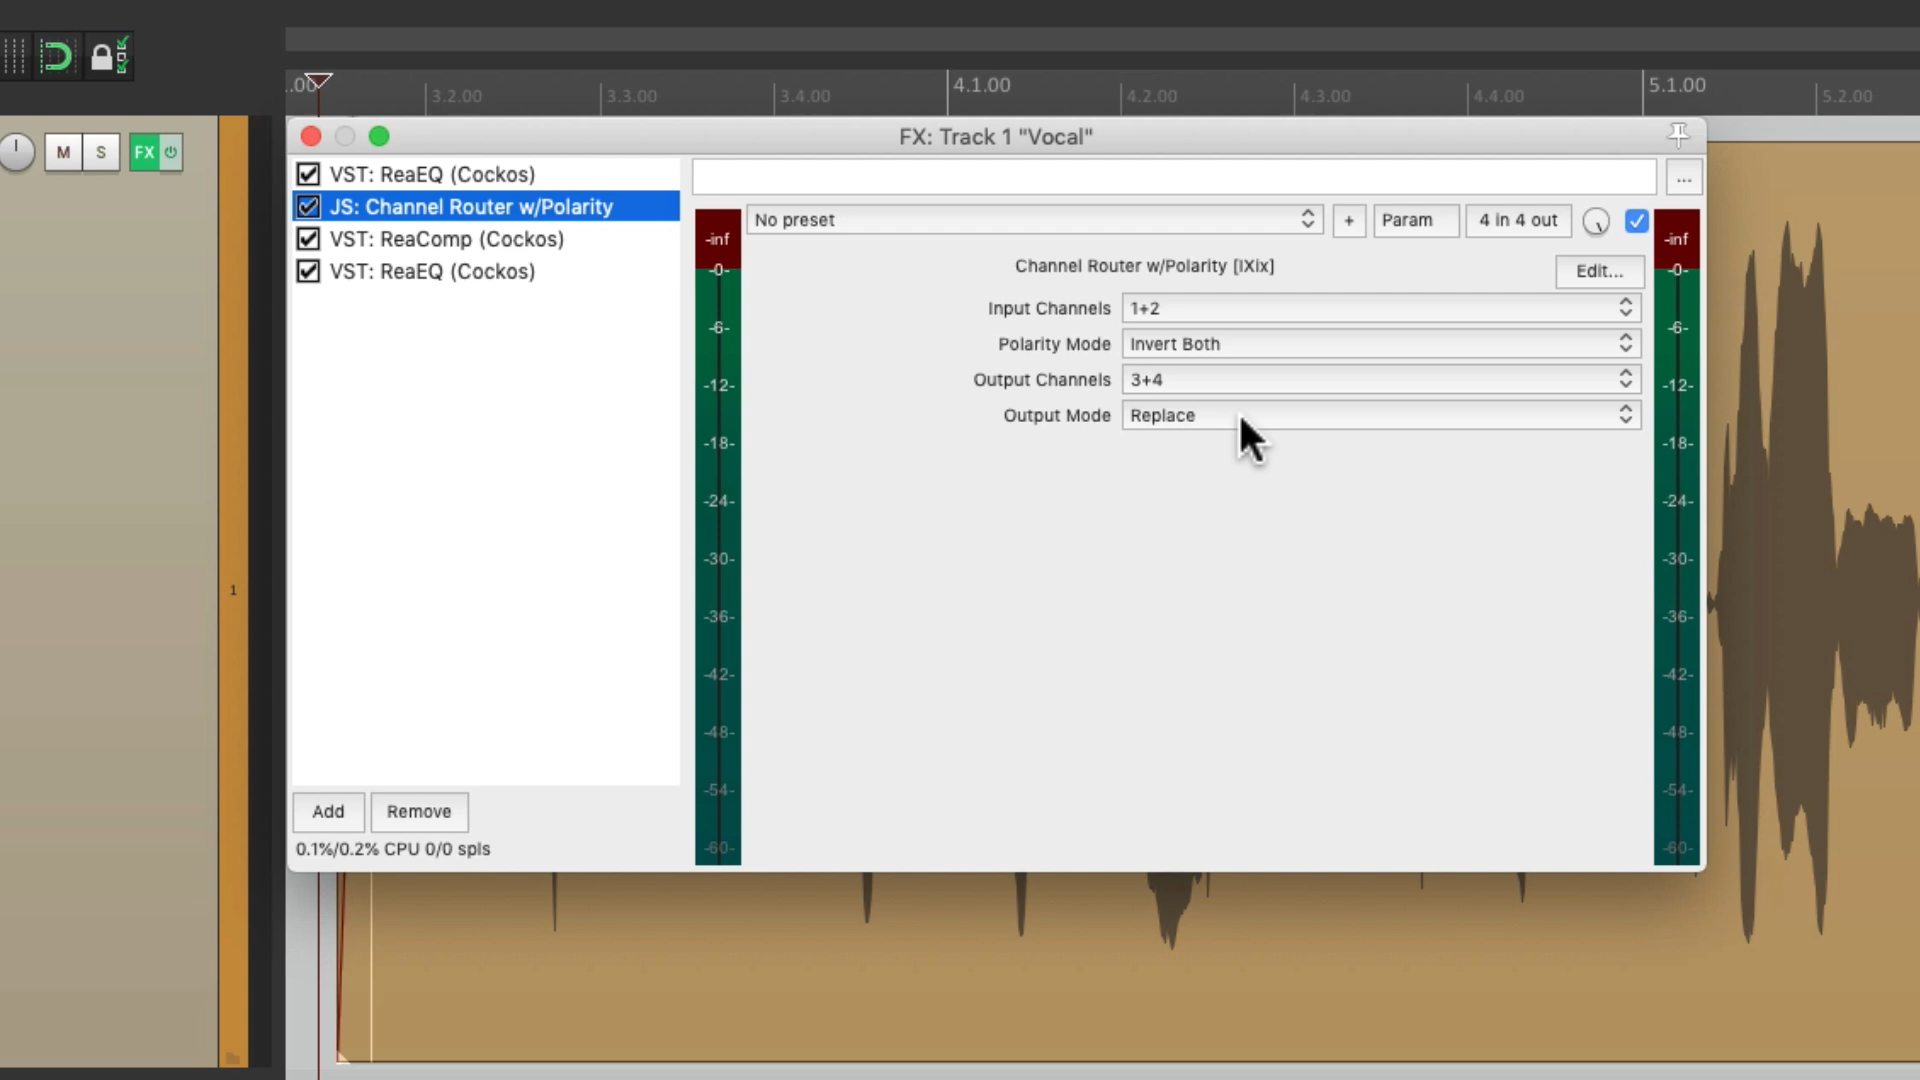 .00
3.2.00
3.3.00
3.4.00
4.1.00
4.2.00
4.3.00
4.4.00
5.1.00
5.2.00
M
S
FX
FX: Track 1 "Vocal"
VST: ReaEQ (Cockos)
JS: Channel Router w/Polarity
VST: ReaComp (Cockos)
VST: ReaEQ (Cockos)
...
No preset
+
Param
4 in 4 out
Channel Router w/Polarity [IXix]
Edit...
Input Channels 1+2
Polarity Mode Invert Both
Output Channels 3+4
Output Mode Replace
-inf
-0-
-6-
-12-
-18-
-24-
-30-
-36-
-42-
-48-
-54-
-60-
-inf
-0-
-6-
-12-
-18-
-24-
-30-
-36-
-42-
-48-
-54-
-60-
1
Add
Remove
0.1%/0.2% CPU 0/0 spls